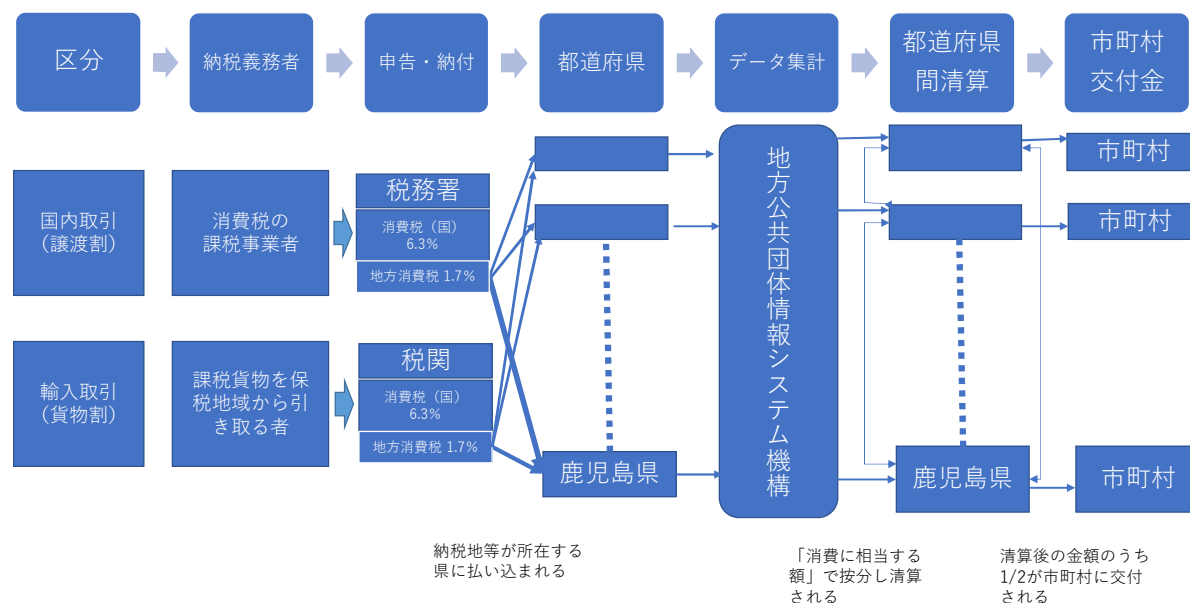 区分
納税義務者
申告・納付
都道府県
データ集計
都道府県
間清算
市町村
交付金
国内取引
（譲渡割）
消費税の
課税事業者
税務署
消費税（国）
6.3%
地方消費税 1.7%
地方公共団体情報システム機構
市町村
市町村
輸入取引
（貨物割）
課税貨物を保
税地域から引
き取る者
税関
消費税（国）
6.3%
地方消費税 1.7%
鹿児島県
鹿児島県
市町村
納税地等が所在する
県に払い込まれる
「消費に相当する
額」で按分し清算
される
清算後の金額のうち
1/2が市町村に交付
される